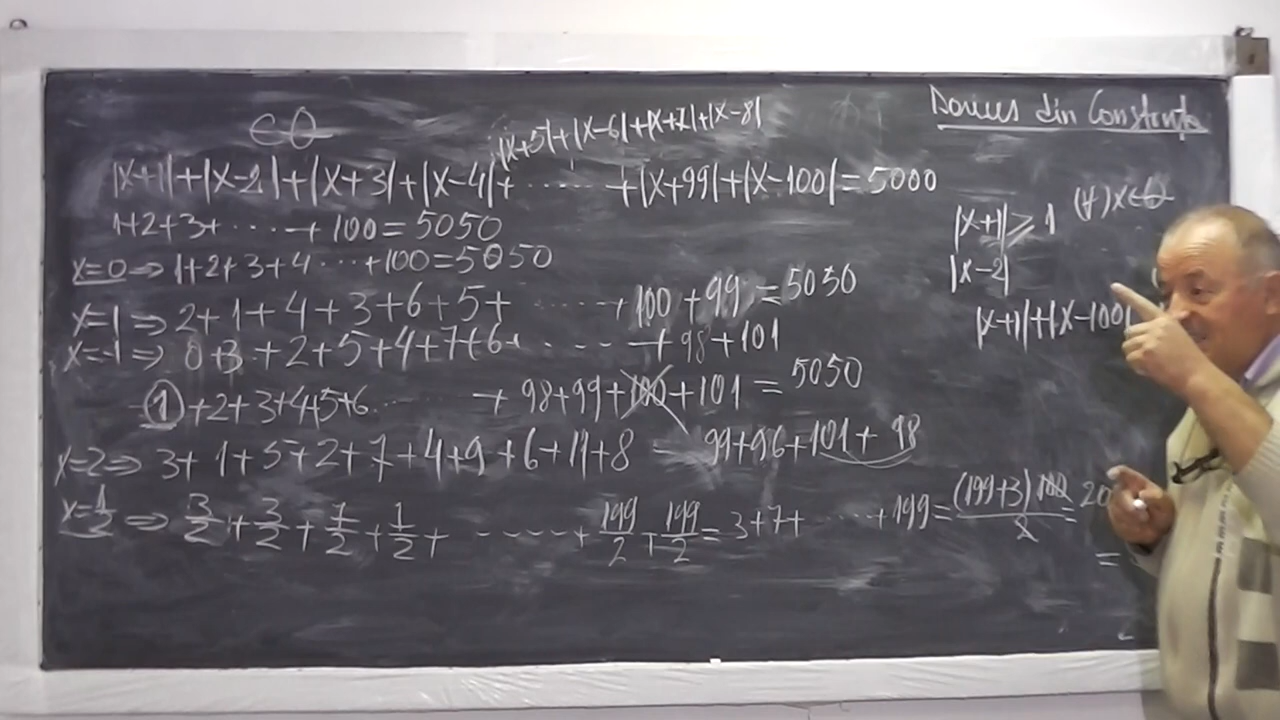 Darius din Constanța
∈Q
|x+5|+|x-6|+|x+7|+|x-8|
|x+1|+|x-2|+|x+3|+|x-4|+ ...... +|x+99|+|x-100|=5000
1+2+3+ ..... + 100=5050
x=0⇒1+2+3+4 ...+100=5050
x=1⇒2+1+4+3+6+5+ ...... +100+99=5050
x=-1⇒0+3+2+5+4+7+6+ .... +98+101
①+2+3+4+5+6 ...... +98+99+100+101=5050
x=2⇒3+1+5+2+7+4+9+6+11+8 99+96+101+98
x=1/2 ⇒ 3/2+3/2+7/2+ 1/2+ ------+199/2+199/2=3+7+ .....+199=(199+3)100/2=20
=
|x+1|≥1 (∀)x∈Q
|x-2|
|x+1|+|x-100|